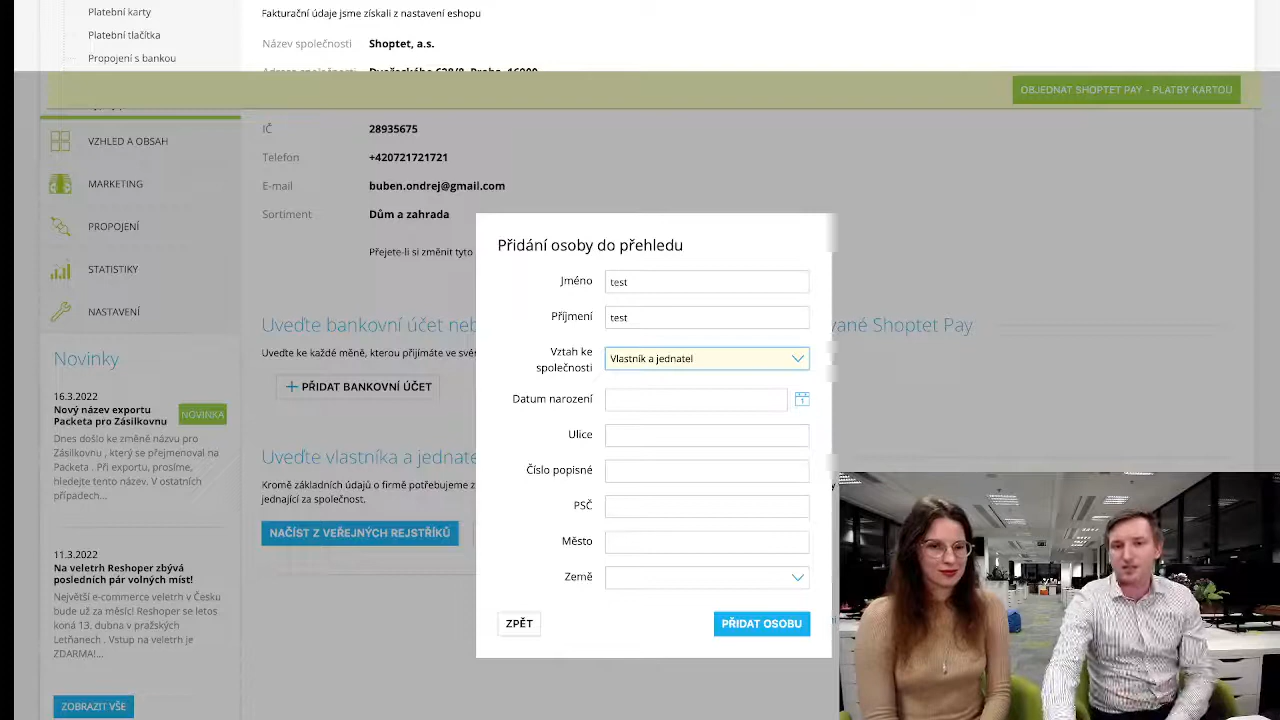 Platební karty
Platební tlačítka
Propojení s bankou
VZHLED A OBSAH
MARKETING
PROPOJENÍ
STATISTIKY
NASTAVENÍ
Novinky
16.3.2022
Nový název exportu
Packeta pro Zásilkovnu
NOVINKA
Dnes došlo ke změně názvu pro
Zásilkovnu , který se přejmenoval na
Packeta . Při exportu, prosíme,
hledejte tento název. V ostatních
případech...
11.3.2022
Na veletrh Reshoper zbývá
posledních pár volných míst!
Největší e-commerce veletrh v Česku
bude už za měsíc! Reshoper se letos
koná 13. dubna v pražských
Letňanech . Vstup na veletrh je
ZDARMA!...
ZOBRAZIT VŠE
Fakturační údaje jsme získali z nastavení eshopu
Název společnosti Shoptet, a.s.
OBJEDNAT SHOPTET PAY - PLATBY KARTOU
IČ 28935675
Telefon +420721721721
E-mail buben.ondrej@gmail.com
Sortiment Dům a zahrada
Přejete-li si změnit tyto
Uveďte bankovní účet neb
vané Shoptet Pay
Uveďte ke každé měně, kterou přijímáte ve své
+ PŘIDAT BANKOVNÍ ÚČET
Uveďte vlastníka a jednate
Kromě základních údajů o firmě potřebujeme z
jednající za společnost.
NAČÍST Z VEŘEJNÝCH REJSTŘÍKŮ
Přidání osoby do přehledu
Jméno test
Příjmení test
Vztah ke
společnosti
Vlastník a jednatel
Datum narození
1
Ulice
Číslo popisné
PSČ
Město
Země
ZPĚT
PŘIDAT OSOBU